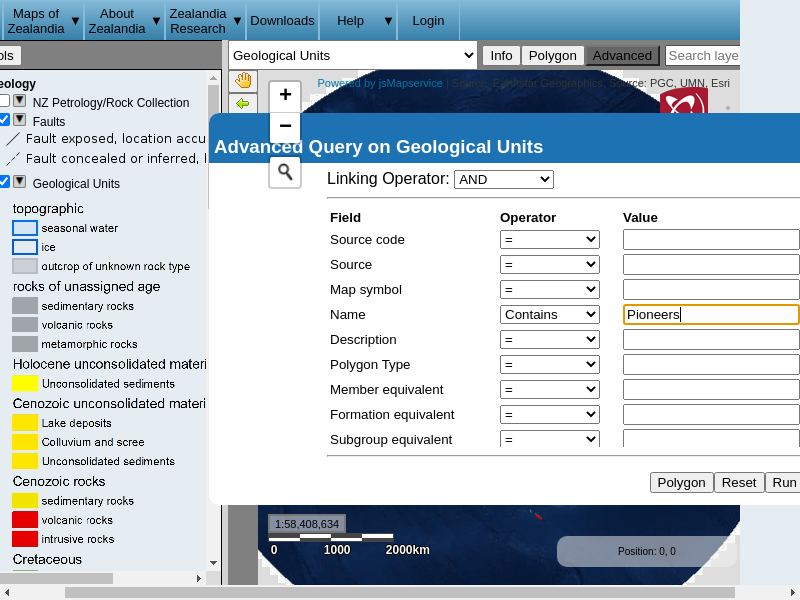 Maps of
Zealandia
About
Zealandia
Zealandia
Research
Downloads
Help
Login
ols
Geological Units
Info
Polygon
Advanced
Search laye
eology
NZ Petrology/Rock Collection
Faults
Fault exposed, location accu
Fault concealed or inferred, l
Geological Units
topographic
seasonal water
ice
outcrop of unknown rock type
rocks of unassigned age
sedimentary rocks
volcanic rocks
metamorphic rocks
Holocene unconsolidated materi
Unconsolidated sediments
Cenozoic unconsolidated materi
Lake deposits
Colluvium and scree
Unconsolidated sediments
Cenozoic rocks
sedimentary rocks
volcanic rocks
intrusive rocks
Cretaceous
+
−
Powered by jsMapservice | Source: Earthstar Geographics, Source: PGC, UMN, Esri
Advanced Query on Geological Units
Linking Operator: AND
Field Operator Value
Source code =
Source =
Map symbol =
Name Contains Pioneers
Description =
Polygon Type =
Member equivalent =
Formation equivalent =
Subgroup equivalent =
Polygon Reset Run
1:58,408,634
0 1000 2000km
Position: 0, 0